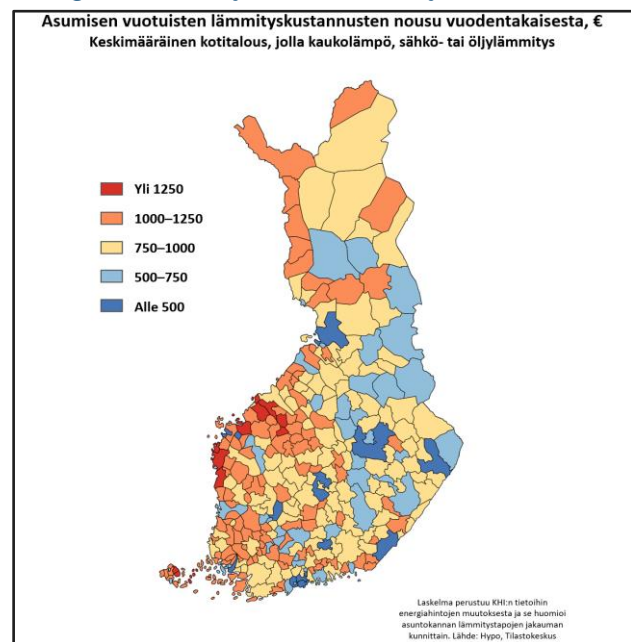 Asumisen vuotuisten lämmityskustannusten nousu vuodentakaisesta, €
Keskimääräinen kotitalous, jolla kaukolämpö, sähkö- tai öljylämmitys
Yli 1250
1000–1250
750–1000
500–750
Alle 500
Laskelma perustuu KHI:n tietoihin
energiahintojen muutoksesta ja se huomioi
asuntokannan lämmitystapojen jakauman
kunnittain. Lähde: Hypo, Tilastokeskus